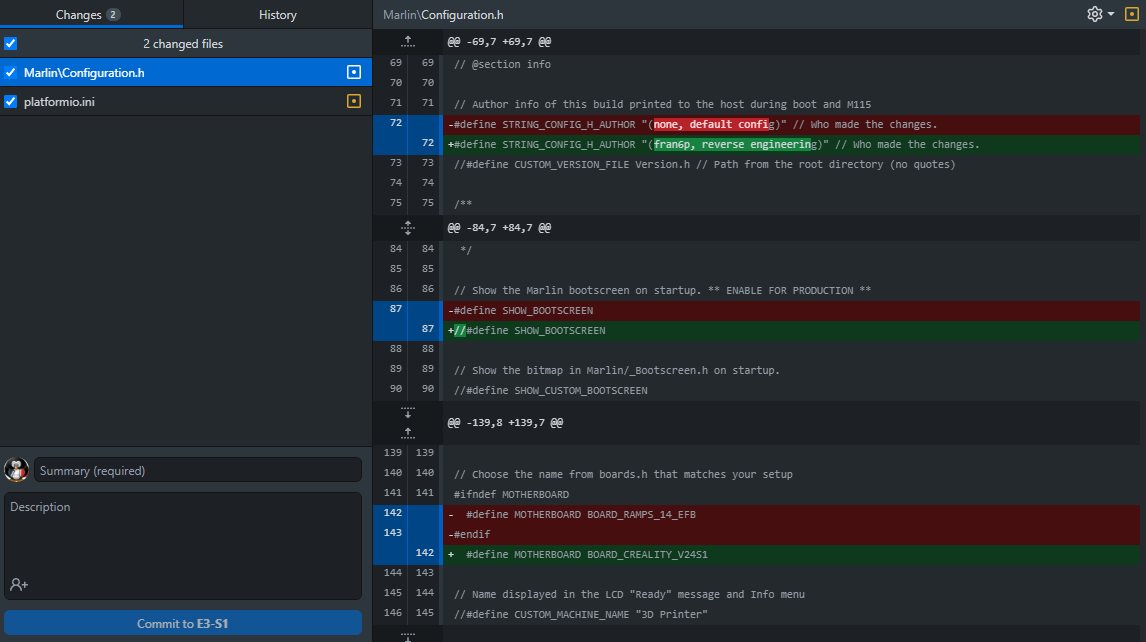 Changes 2
History
2 changed files
Marlin\Configuration.h
platformio.ini
Summary (required)
Description
Commit to E3-S1
Marlin\Configuration.h
@@ -69,7 +69,7 @@
69 69 // @section info
70 70
71 71 // Author info of this build printed to the host during boot and M115
72 -#define STRING_CONFIG_H_AUTHOR "(none, default config)" // Who made the changes.
72 +#define STRING_CONFIG_H_AUTHOR "(fran6p, reverse engineering)" // Who made the changes.
73 73 //#define CUSTOM_VERSION_FILE Version.h // Path from the root directory (no quotes)
74 74
75 75 /**
@@ -84,7 +84,7 @@
84 84 */
85 85
86 86 // Show the Marlin bootscreen on startup. ** ENABLE FOR PRODUCTION **
87 -#define SHOW_BOOTSCREEN
87 +//#define SHOW_BOOTSCREEN
88 88
89 89 // Show the bitmap in Marlin/_Bootscreen.h on startup.
90 90 //#define SHOW_CUSTOM_BOOTSCREEN
@@ -139,8 +139,7 @@
139 139
140 140 // Choose the name from boards.h that matches your setup
141 141 #ifndef MOTHERBOARD
142 - #define MOTHERBOARD BOARD_RAMPS_14_EFB
143 -#endif
142 + #define MOTHERBOARD BOARD_CREALITY_V24S1
144 143
145 144 // Name displayed in the LCD "Ready" message and Info menu
146 145 //#define CUSTOM_MACHINE_NAME "3D Printer"